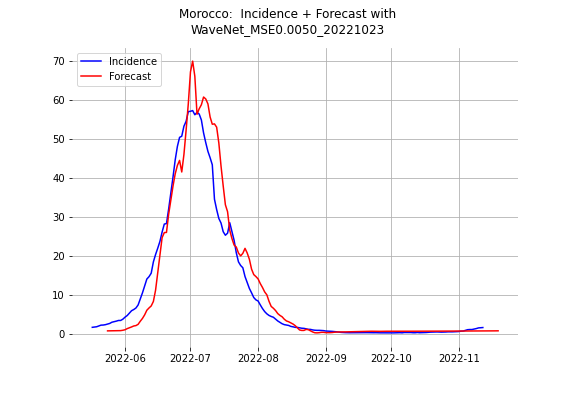 Morocco:  Incidence + Forecast with
WaveNet_MSE0.0050_20221023
Incidence
Forecast
70
60
50
40
30
20
10
0
2022-06 2022-07 2022-08 2022-09 2022-10 2022-11